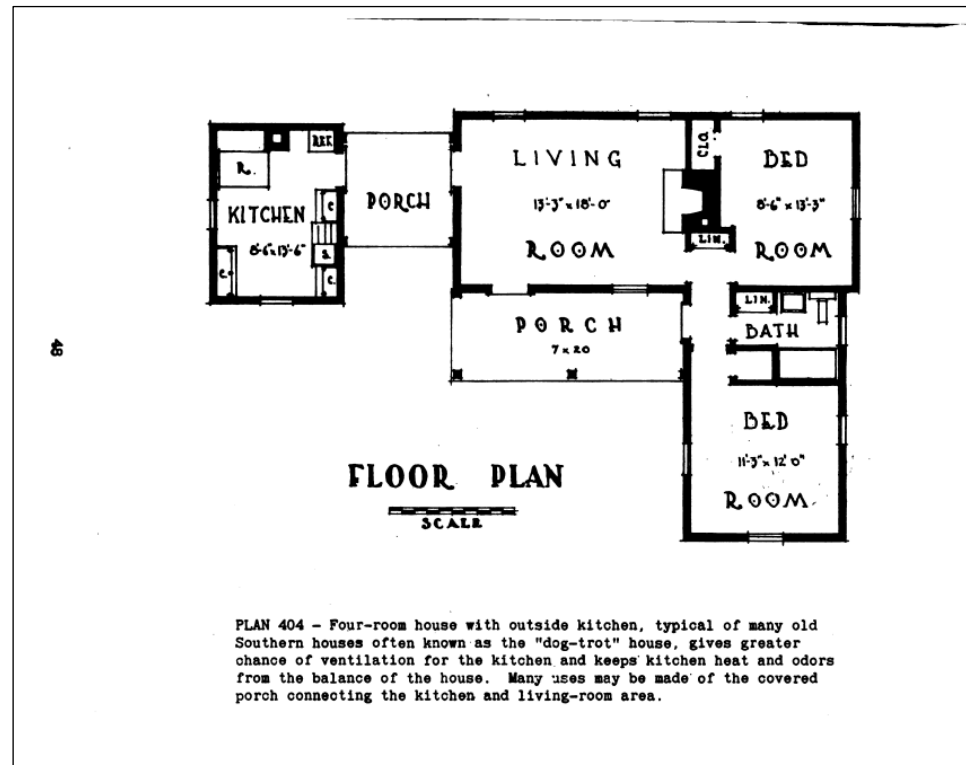 REF.
CLO.
LIVING
BED
R.
13'-3" x 18'-0
8'-6" x 13'-3"
PORCH
C
KITCHEN
8'-6" x 13'-6"
LIN.
ROOM
ROOM
S.
C.
C.
LIN.
PORCH
BATH
7 x 20
48
BED
11'-3" x 12'0"
FLOOR PLAN
ROOM
SCALE
PLAN 404 - Four-room house with outside kitchen, typical of many old
Southern houses often known as the "dog-trot" house, gives greater
chance of ventilation for the kitchen and keeps kitchen heat and odors
from the balance of the house. Many uses may be made of the covered
porch connecting the kitchen and living-room area.